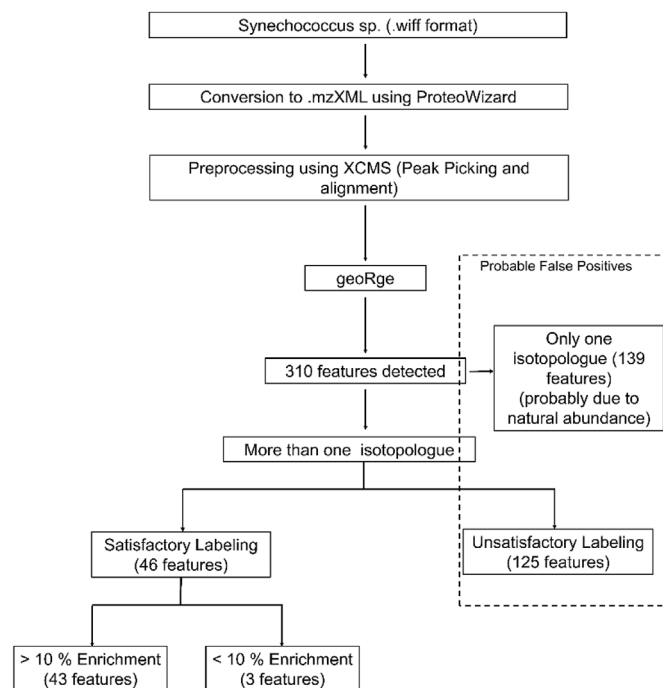 Synechococcus sp. (.wiff format)
Conversion to .mzXML using ProteoWizard
Preprocessing using XCMS (Peak Picking and
alignment)
geoRge
Probable False Positives
310 features detected
Only one
isotopologue (139
features)
(probably due to
natural abundance)
More than one isotopologue
Satisfactory Labeling
(46 features)
Unsatisfactory Labeling
(125 features)
> 10 % Enrichment
(43 features)
< 10 % Enrichment
(3 features)